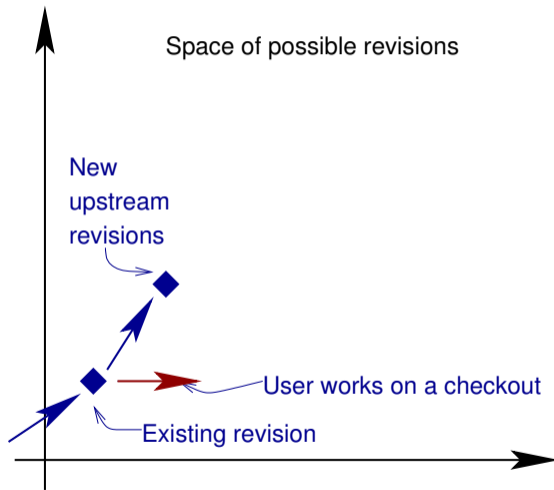 Space of possible revisions
New
upstream
revisions
User works on a checkout
Existing revision